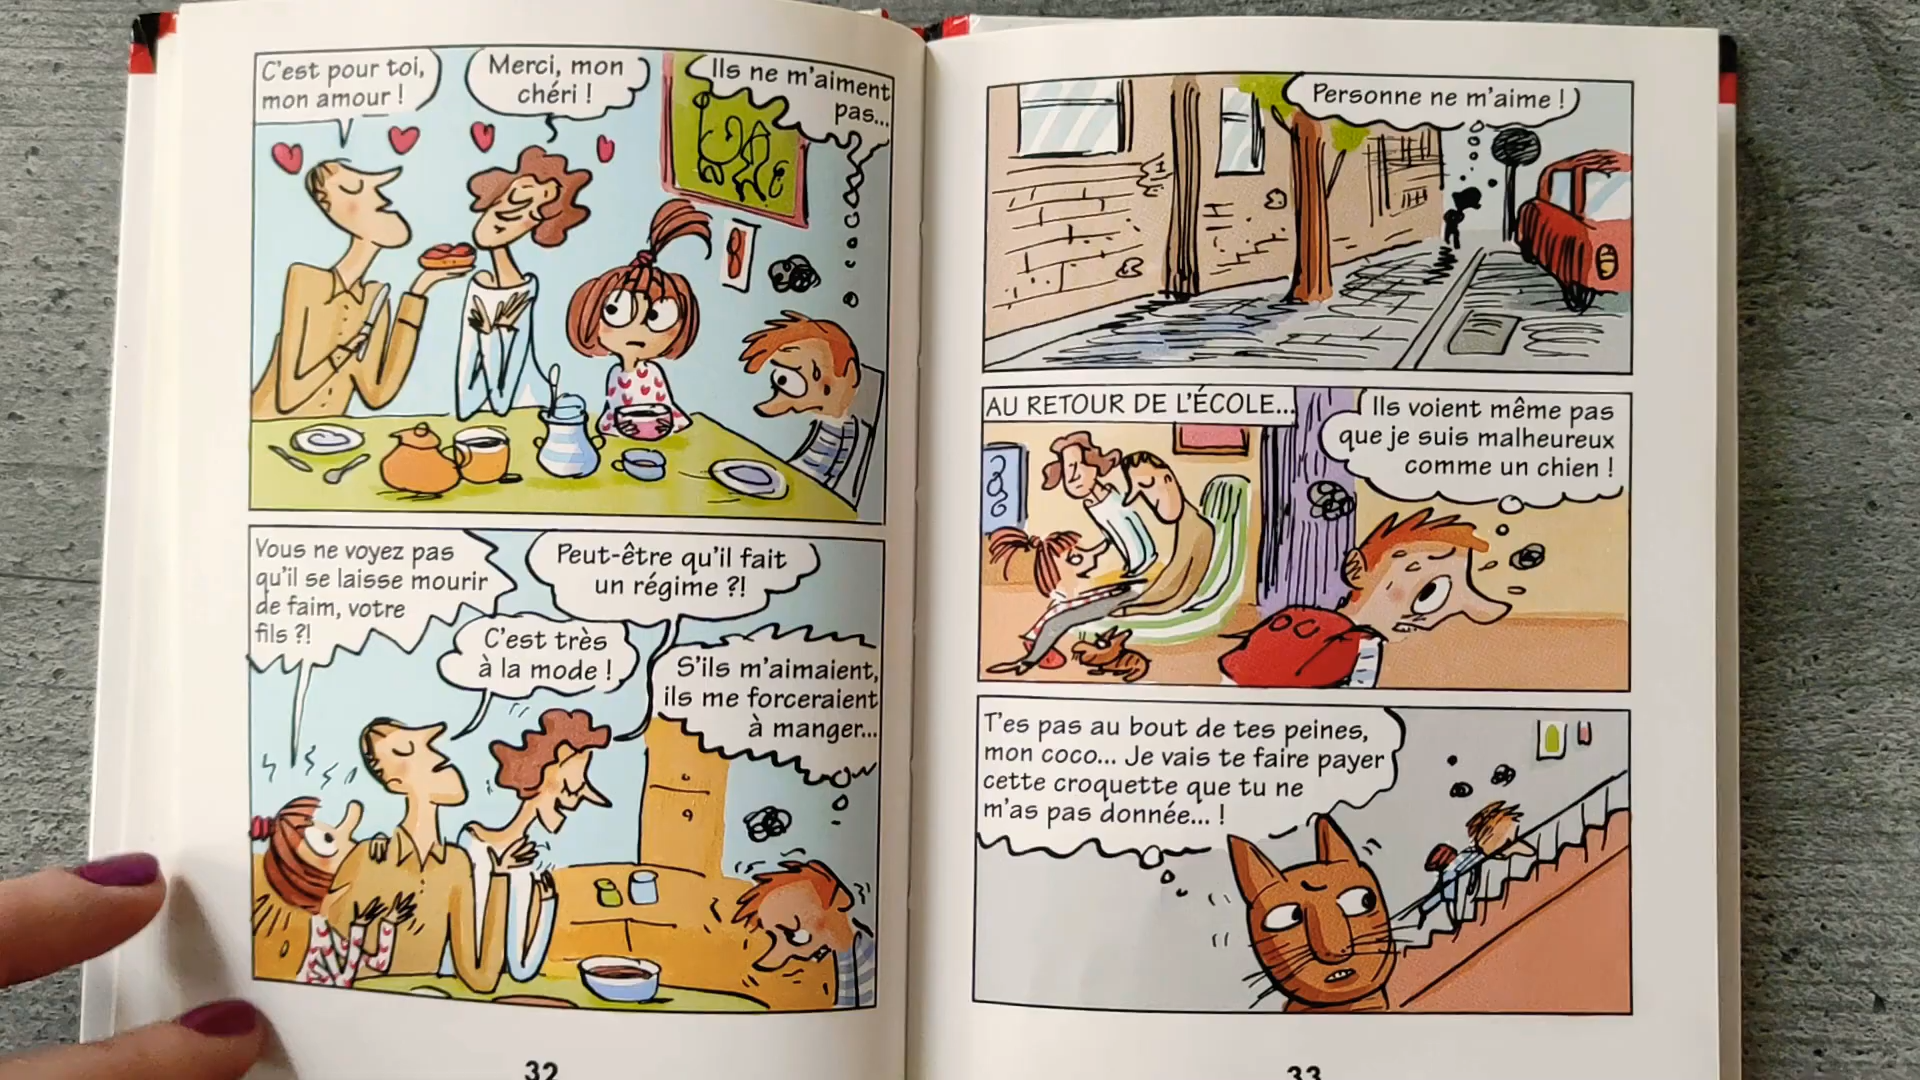 C'est pour toi,
mon amour !
Merci, mon
chéri !
Ils ne m'aiment
pas...
Vous ne voyez pas
qu'il se laisse mourir
de faim, votre
fils ?!
Peut-être qu'il fait
un régime ?!
C'est très
à la mode !
S'ils m'aimaient,
ils me forceraient
à manger...
32
Personne ne m'aime !
AU RETOUR DE L'ÉCOLE...
Ils voient même pas
que je suis malheureux
comme un chien !
T'es pas au bout de tes peines,
mon coco... Je vais te faire payer
cette croquette que tu ne
m'as pas donnée... !
33